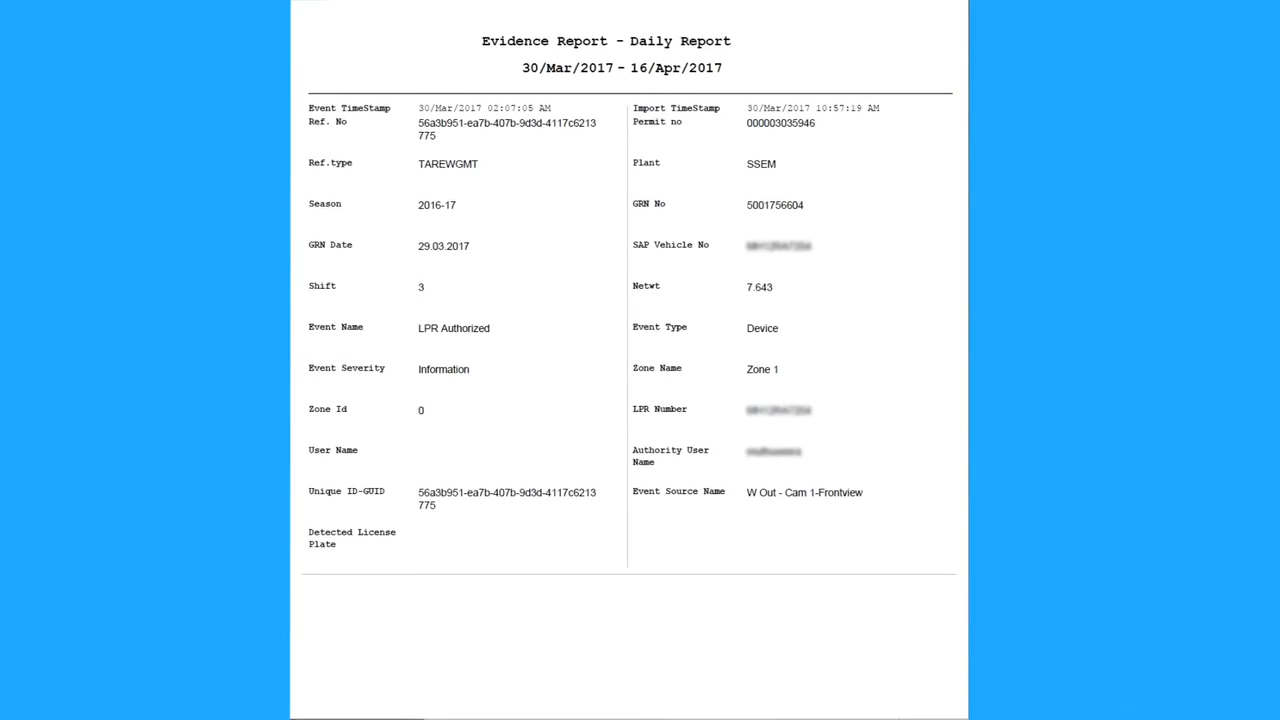 Evidence Report - Daily Report
30/Mar/2017 - 16/Apr/2017
Event TimeStamp 30/Mar/2017 02:07:05 AM Import TimeStamp 30/Mar/2017 10:57:19 AM
Ref. No 56a3b951-ea7b-407b-9d3d-4117c6213 Permit no 000003035946
775
Ref.type TAREWGMT Plant SSEM
Season 2016-17 GRN No 5001756604
GRN Date 29.03.2017 SAP Vehicle No
Shift 3 Netwt 7.643
Event Name LPR Authorized Event Type Device
Event Severity Information Zone Name Zone 1
Zone Id 0 LPR Number
User Name Authority User
Name
Unique ID-GUID 56a3b951-ea7b-407b-9d3d-4117c6213 Event Source Name W Out - Cam 1-Frontview
775
Detected License
Plate